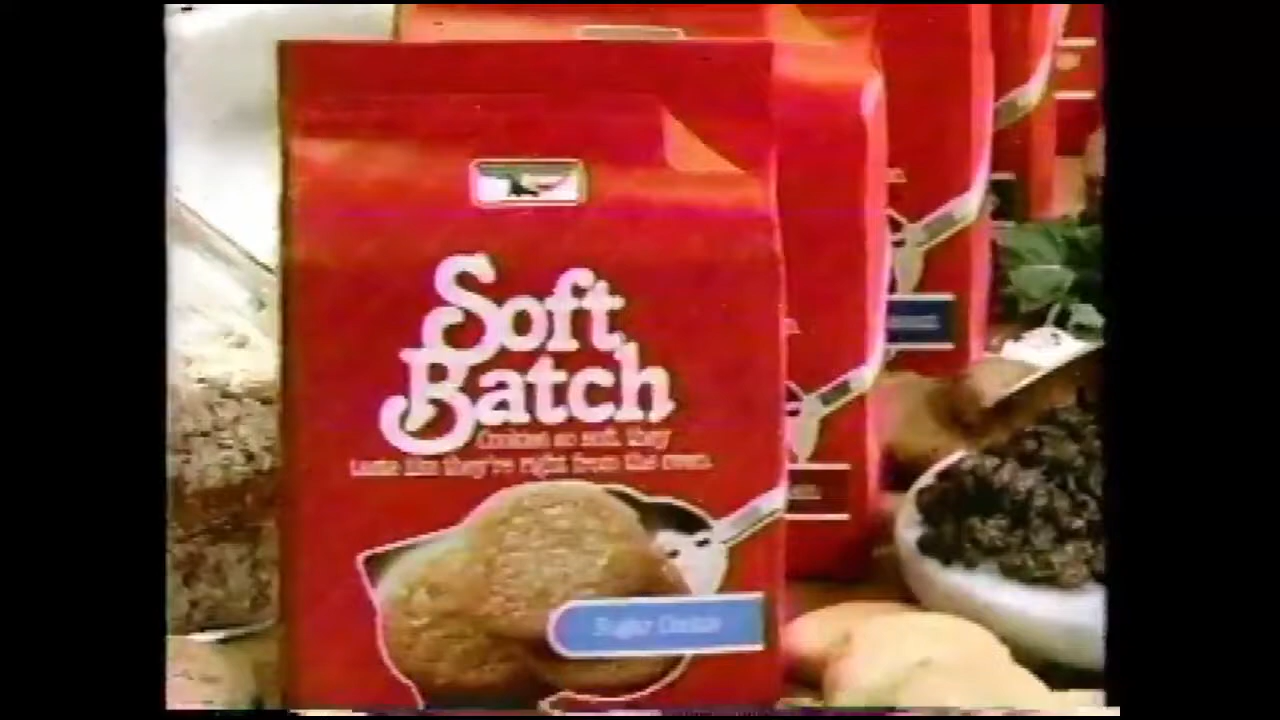 Soft
Batch
Cookies so soft, they
taste like they're right from the oven.
Sugar Cookie